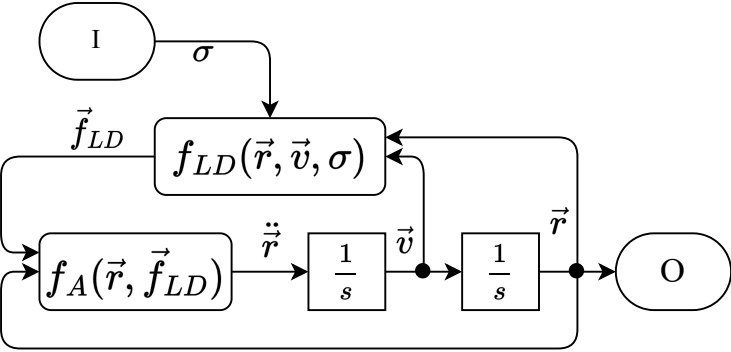 I
σ
f⃗_LD
f_LD(r⃗, v⃗, σ)
r⃗
v⃗
r̈⃗
f_A(r⃗, f⃗_LD)
1/s
1/s
O